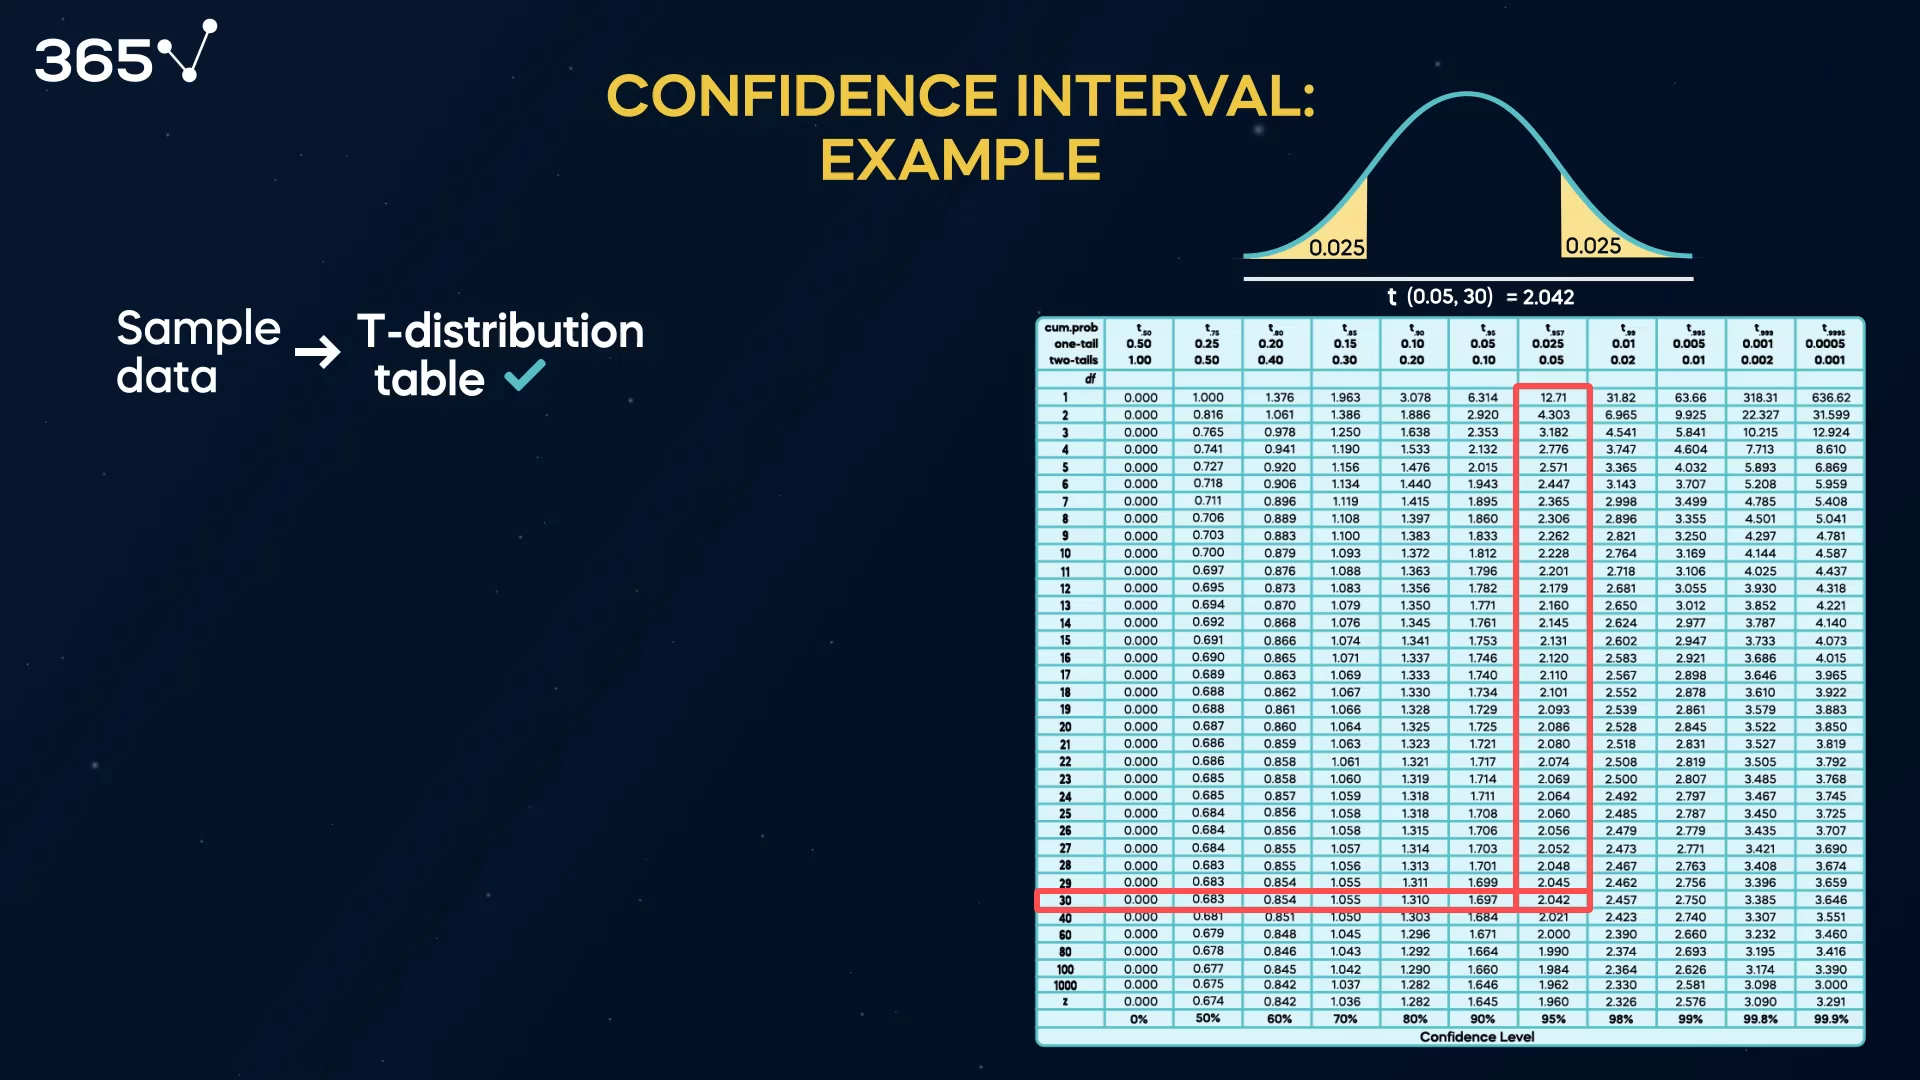 365
CONFIDENCE INTERVAL:
EXAMPLE
0.025 0.025
t (0.05, 30) = 2.042
Sample
data
T-distribution
table
cum.prob t.50 t.75 t.80 t.85 t.90 t.95 t.957 t.99 t.995 t.999 t.9995
one-tail 0.50 0.25 0.20 0.15 0.10 0.05 0.025 0.01 0.005 0.001 0.0005
two-tails 1.00 0.50 0.40 0.30 0.20 0.10 0.05 0.02 0.01 0.002 0.001
df
1 0.000 1.000 1.376 1.963 3.078 6.314 12.71 31.82 63.66 318.31 636.62
2 0.000 0.816 1.061 1.386 1.886 2.920 4.303 6.965 9.925 22.327 31.599
3 0.000 0.765 0.978 1.250 1.638 2.353 3.182 4.541 5.841 10.215 12.924
4 0.000 0.741 0.941 1.190 1.533 2.132 2.776 3.747 4.604 7.713 8.610
5 0.000 0.727 0.920 1.156 1.476 2.015 2.571 3.365 4.032 5.893 6.869
6 0.000 0.718 0.906 1.134 1.440 1.943 2.447 3.143 3.707 5.208 5.959
7 0.000 0.711 0.896 1.119 1.415 1.895 2.365 2.998 3.499 4.785 5.408
8 0.000 0.706 0.889 1.108 1.397 1.860 2.306 2.896 3.355 4.501 5.041
9 0.000 0.703 0.883 1.100 1.383 1.833 2.262 2.821 3.250 4.297 4.781
10 0.000 0.700 0.879 1.093 1.372 1.812 2.228 2.764 3.169 4.144 4.587
11 0.000 0.697 0.876 1.088 1.363 1.796 2.201 2.718 3.106 4.025 4.437
12 0.000 0.695 0.873 1.083 1.356 1.782 2.179 2.681 3.055 3.930 4.318
13 0.000 0.694 0.870 1.079 1.350 1.771 2.160 2.650 3.012 3.852 4.221
14 0.000 0.692 0.868 1.076 1.345 1.761 2.145 2.624 2.977 3.787 4.140
15 0.000 0.691 0.866 1.074 1.341 1.753 2.131 2.602 2.947 3.733 4.073
16 0.000 0.690 0.865 1.071 1.337 1.746 2.120 2.583 2.921 3.686 4.015
17 0.000 0.689 0.863 1.069 1.333 1.740 2.110 2.567 2.898 3.646 3.965
18 0.000 0.688 0.862 1.067 1.330 1.734 2.101 2.552 2.878 3.610 3.922
19 0.000 0.688 0.861 1.066 1.328 1.729 2.093 2.539 2.861 3.579 3.883
20 0.000 0.687 0.860 1.064 1.325 1.725 2.086 2.528 2.845 3.522 3.850
21 0.000 0.686 0.859 1.063 1.323 1.721 2.080 2.518 2.831 3.527 3.819
22 0.000 0.686 0.858 1.061 1.321 1.717 2.074 2.508 2.819 3.505 3.792
23 0.000 0.685 0.858 1.060 1.319 1.714 2.069 2.500 2.807 3.485 3.768
24 0.000 0.685 0.857 1.059 1.318 1.711 2.064 2.492 2.797 3.467 3.745
25 0.000 0.684 0.856 1.058 1.318 1.708 2.060 2.485 2.787 3.450 3.725
26 0.000 0.684 0.856 1.058 1.315 1.706 2.056 2.479 2.779 3.435 3.707
27 0.000 0.684 0.855 1.057 1.314 1.703 2.052 2.473 2.771 3.421 3.690
28 0.000 0.683 0.855 1.056 1.313 1.701 2.048 2.467 2.763 3.408 3.674
29 0.000 0.683 0.854 1.055 1.311 1.699 2.045 2.462 2.756 3.396 3.659
30 0.000 0.683 0.854 1.055 1.310 1.697 2.042 2.457 2.750 3.385 3.646
40 0.000 0.681 0.851 1.050 1.303 1.684 2.021 2.423 2.740 3.307 3.551
60 0.000 0.679 0.848 1.045 1.296 1.671 2.000 2.390 2.660 3.232 3.460
80 0.000 0.678 0.846 1.043 1.292 1.664 1.990 2.374 2.693 3.195 3.416
100 0.000 0.677 0.845 1.042 1.290 1.660 1.984 2.364 2.626 3.174 3.390
1000 0.000 0.675 0.842 1.037 1.282 1.646 1.962 2.330 2.581 3.098 3.000
z 0.000 0.674 0.842 1.036 1.282 1.645 1.960 2.326 2.576 3.090 3.291
0% 50% 60% 70% 80% 90% 95% 98% 99% 99.8% 99.9%
Confidence Level